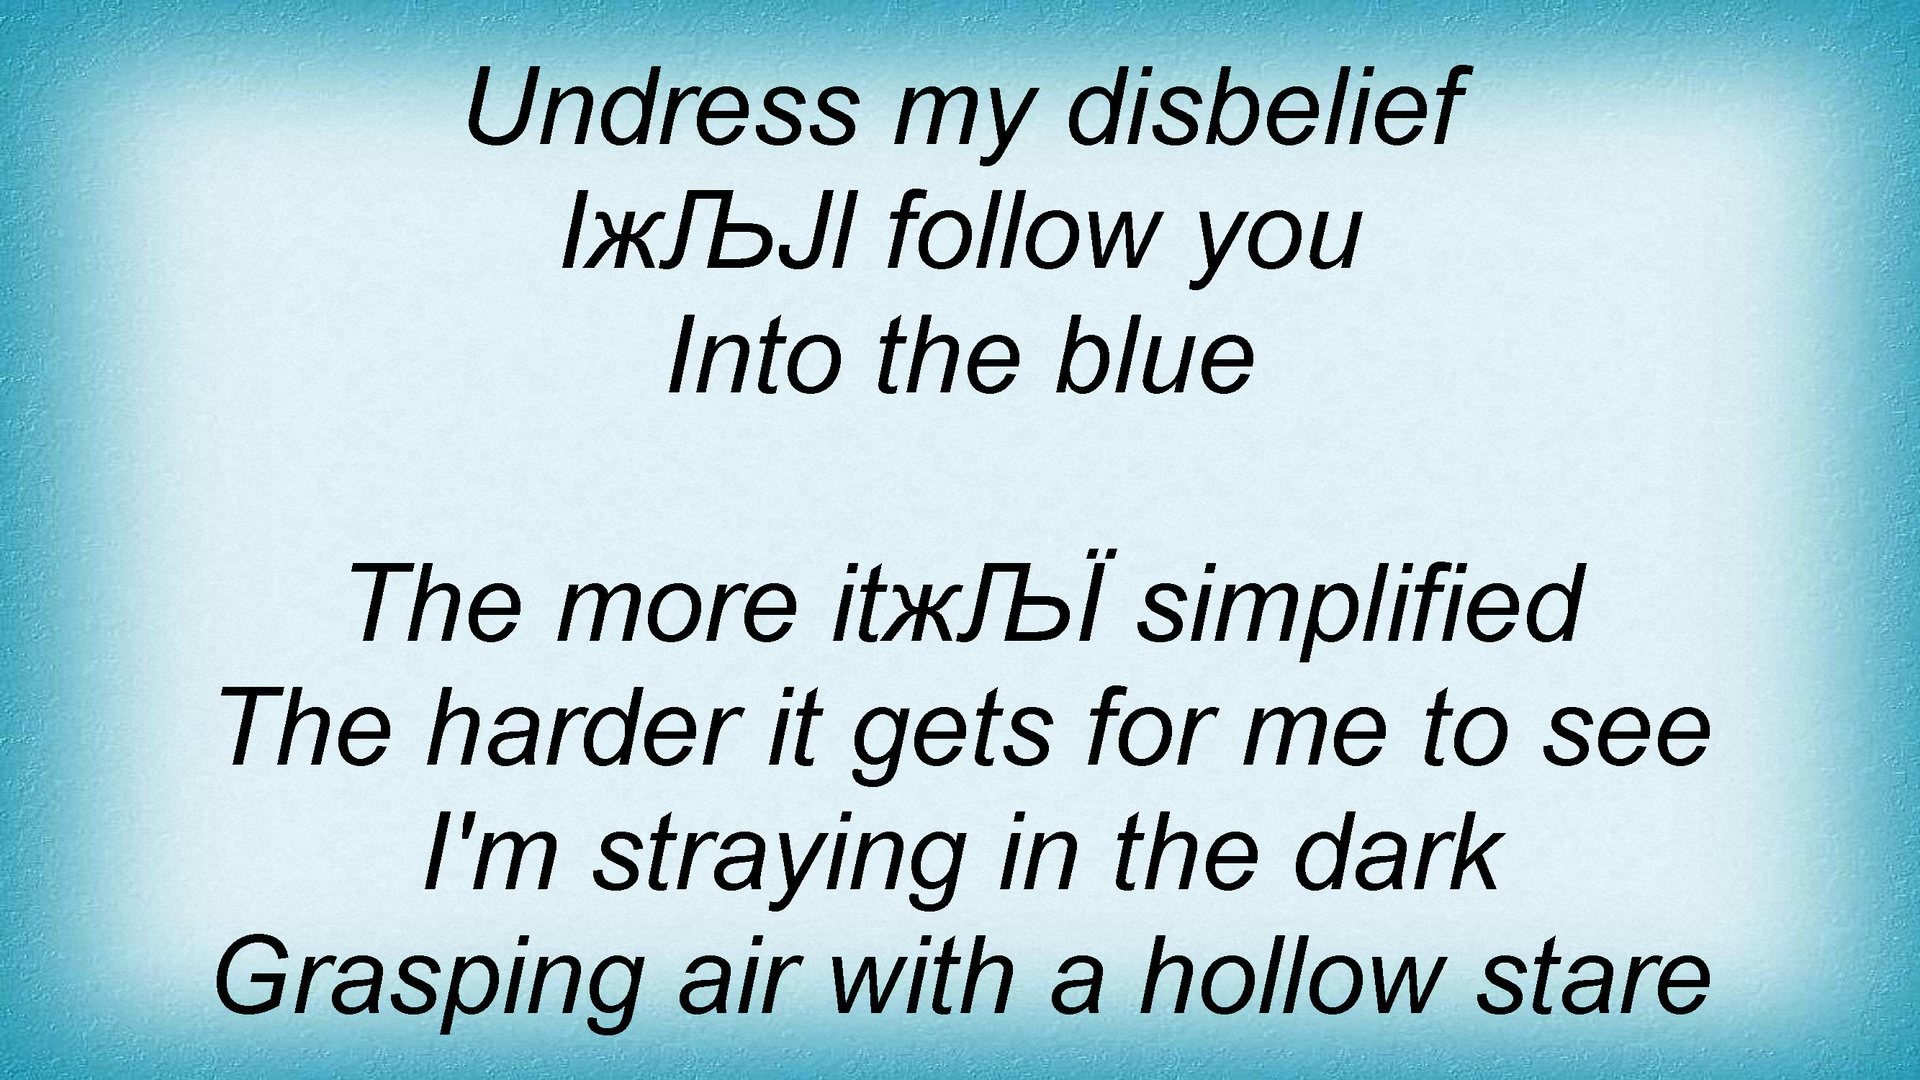 Undress my disbelief
IжЉЈl follow you
Into the blue
The more itжЉЇ simplified
The harder it gets for me to see
I'm straying in the dark
Grasping air with a hollow stare